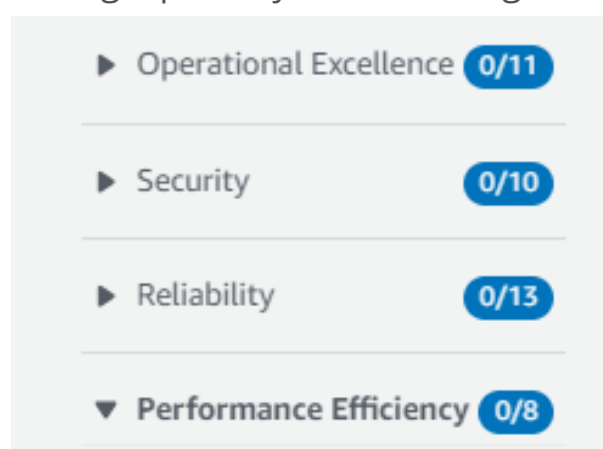 Operational Excellence 0/11
Security 0/10
Reliability 0/13
Performance Efficiency 0/8